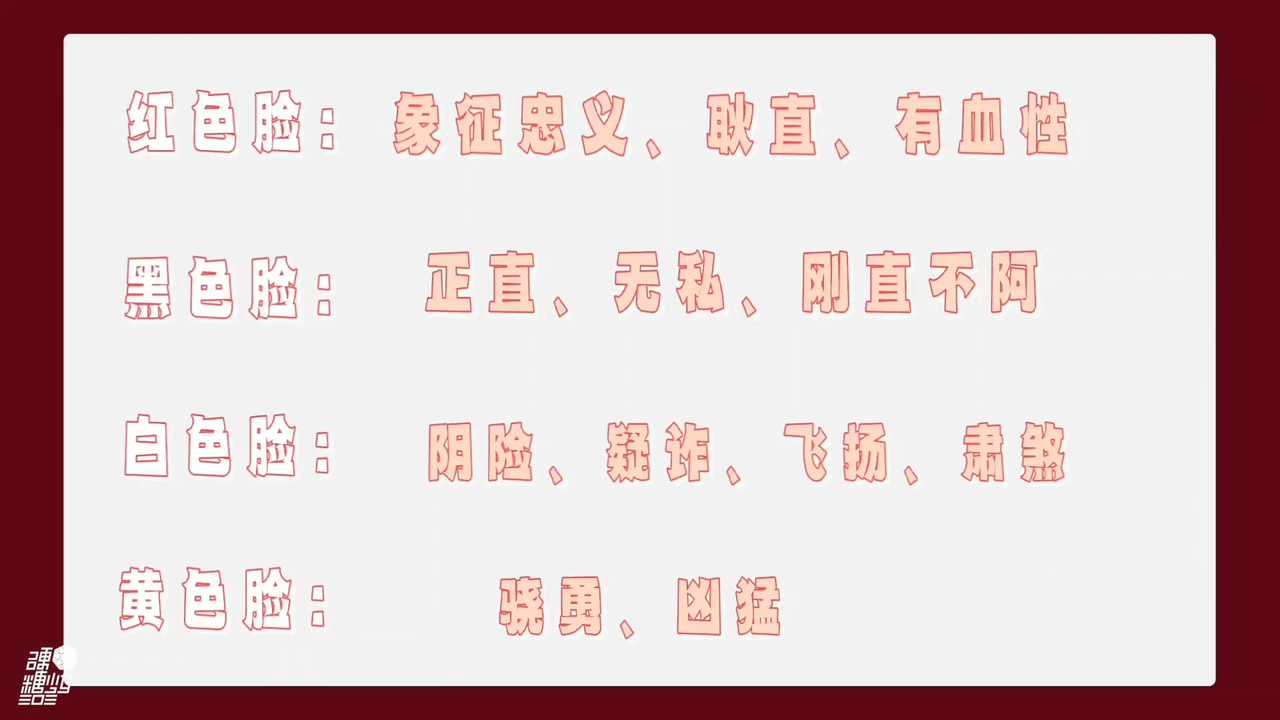 红色脸：象征忠义、耿直、有血性
黑色脸：正直、无私、刚直不阿
白色脸：阴险、疑诈、飞扬、肃煞
黄色脸：骁勇、凶猛